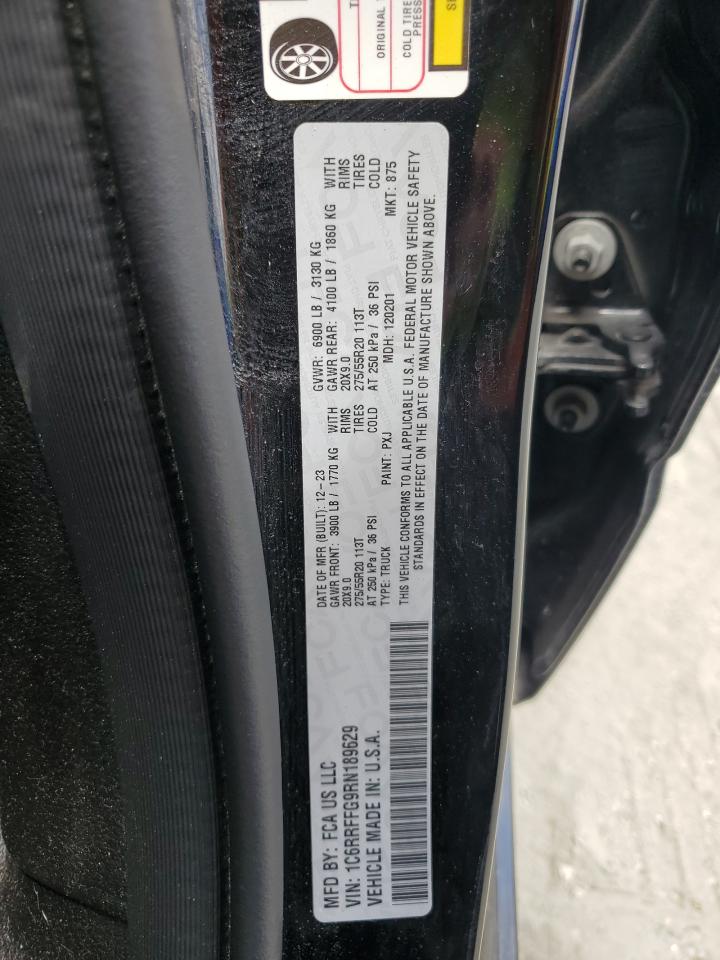 MFD BY: FCA US LLC
VIN: 1C6RRFFG9RN189629
VEHICLE MADE IN: U.S.A.
DATE OF MFR (BUILT): 12-23 GVWR: 6900 LB / 3130 KG
GAWR FRONT: 3900 LB / 1770 KG WITH GAWR REAR: 4100 LB / 1860 KG WITH
20X9.0 RIMS 20X9.0 RIMS
275/55R20 113T TIRES 275/55R20 113T TIRES
AT 250 kPa / 36 PSI COLD AT 250 kPa / 36 PSI COLD
TYPE: TRUCK PAINT: PXJ MDH: 120201 MKT: 875
THIS VEHICLE CONFORMS TO ALL APPLICABLE U.S.A. FEDERAL MOTOR VEHICLE SAFETY
STANDARDS IN EFFECT ON THE DATE OF MANUFACTURE SHOWN ABOVE.
ORIGINAL
COLD TIRE
PRESS